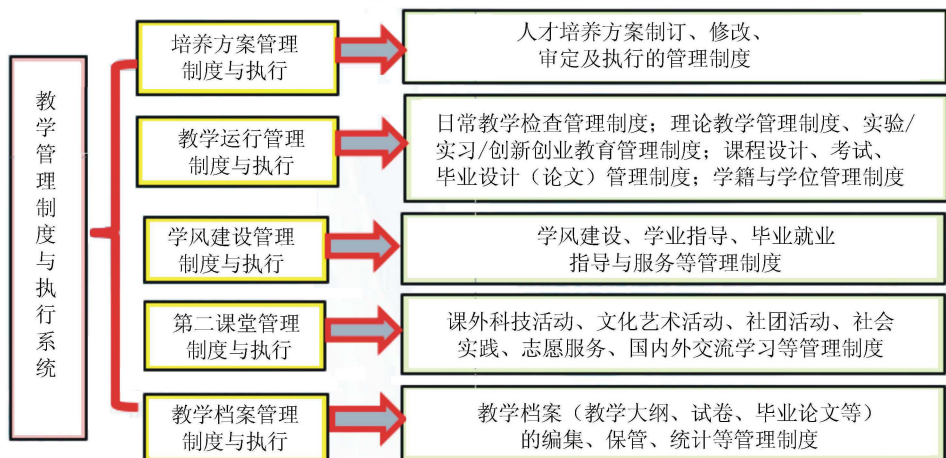 教学管理制度与执行系统
培养方案管理
制度与执行
人才培养方案制订、修改、
审定及执行的管理制度
教学运行管理
制度与执行
日常教学检查管理制度；理论教学管理制度、实验/
实习/创新创业教育管理制度；课程设计、考试、
毕业设计（论文）管理制度；学籍与学位管理制度
学风建设管理
制度与执行
学风建设、学业指导、毕业就业
指导与服务等管理制度
第二课堂管理
制度与执行
课外科技活动、文化艺术活动、社团活动、社会
实践、志愿服务、国内外交流学习等管理制度
教学档案管理
制度与执行
教学档案（教学大纲、试卷、毕业论文等）
的编集、保管、统计等管理制度